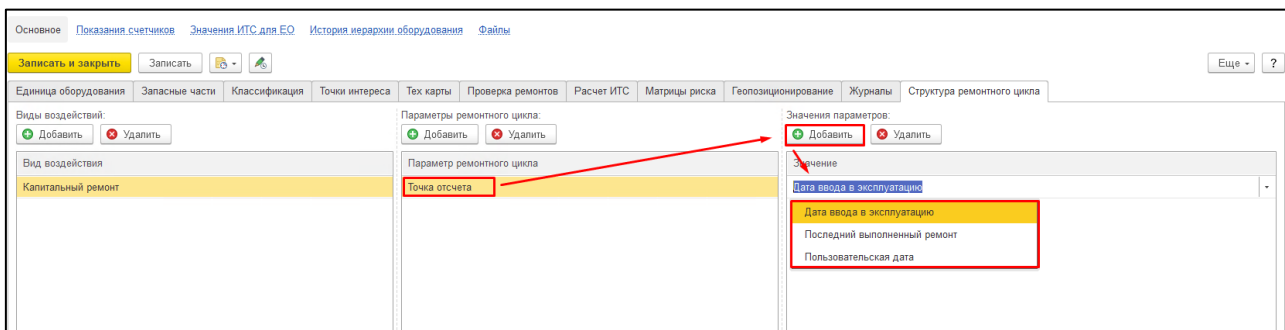 Основное Показания счетчиков Значения ИТС для ЕО История иерархии оборудования Файлы
Записать и закрыть Записать Еще ?
Единица оборудования Запасные части Классификация Точки интереса Тех карты Проверка ремонтов Расчет ИТС Матрицы риска Геопозиционирование Журналы Структура ремонтного цикла
Виды воздействий: Параметры ремонтного цикла: Значения параметров:
Добавить Удалить Добавить Удалить Добавить Удалить
Вид воздействия Параметр ремонтного цикла Значение
Капитальный ремонт Точка отсчета Дата ввода в эксплуатацию
Дата ввода в эксплуатацию
Последний выполненный ремонт
Пользовательская дата